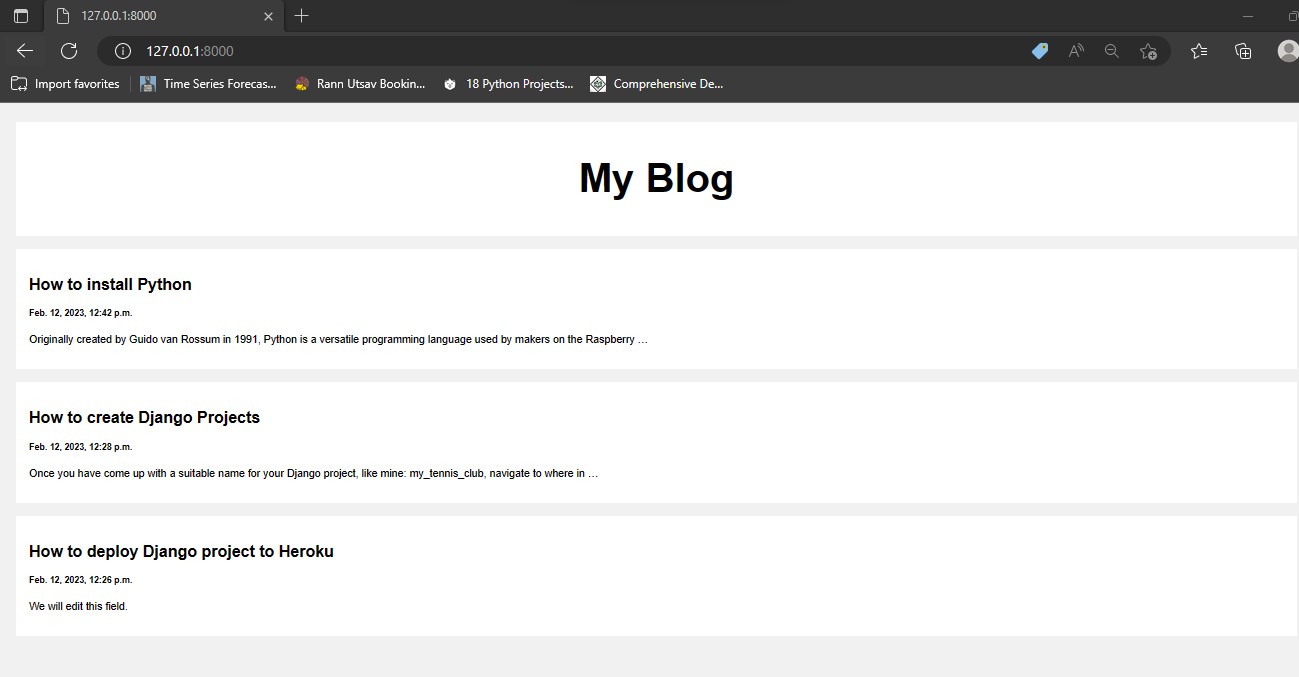 127.0.0.1:8000
127.0.0.1:8000
Import favorites Time Series Forecas... Rann Utsav Bookin... 18 Python Projects... Comprehensive De...
My Blog
How to install Python
Feb. 12, 2023, 12:42 p.m.
Originally created by Guido van Rossum in 1991, Python is a versatile programming language used by makers on the Raspberry …
How to create Django Projects
Feb. 12, 2023, 12:28 p.m.
Once you have come up with a suitable name for your Django project, like mine: my_tennis_club, navigate to where in …
How to deploy Django project to Heroku
Feb. 12, 2023, 12:26 p.m.
We will edit this field.